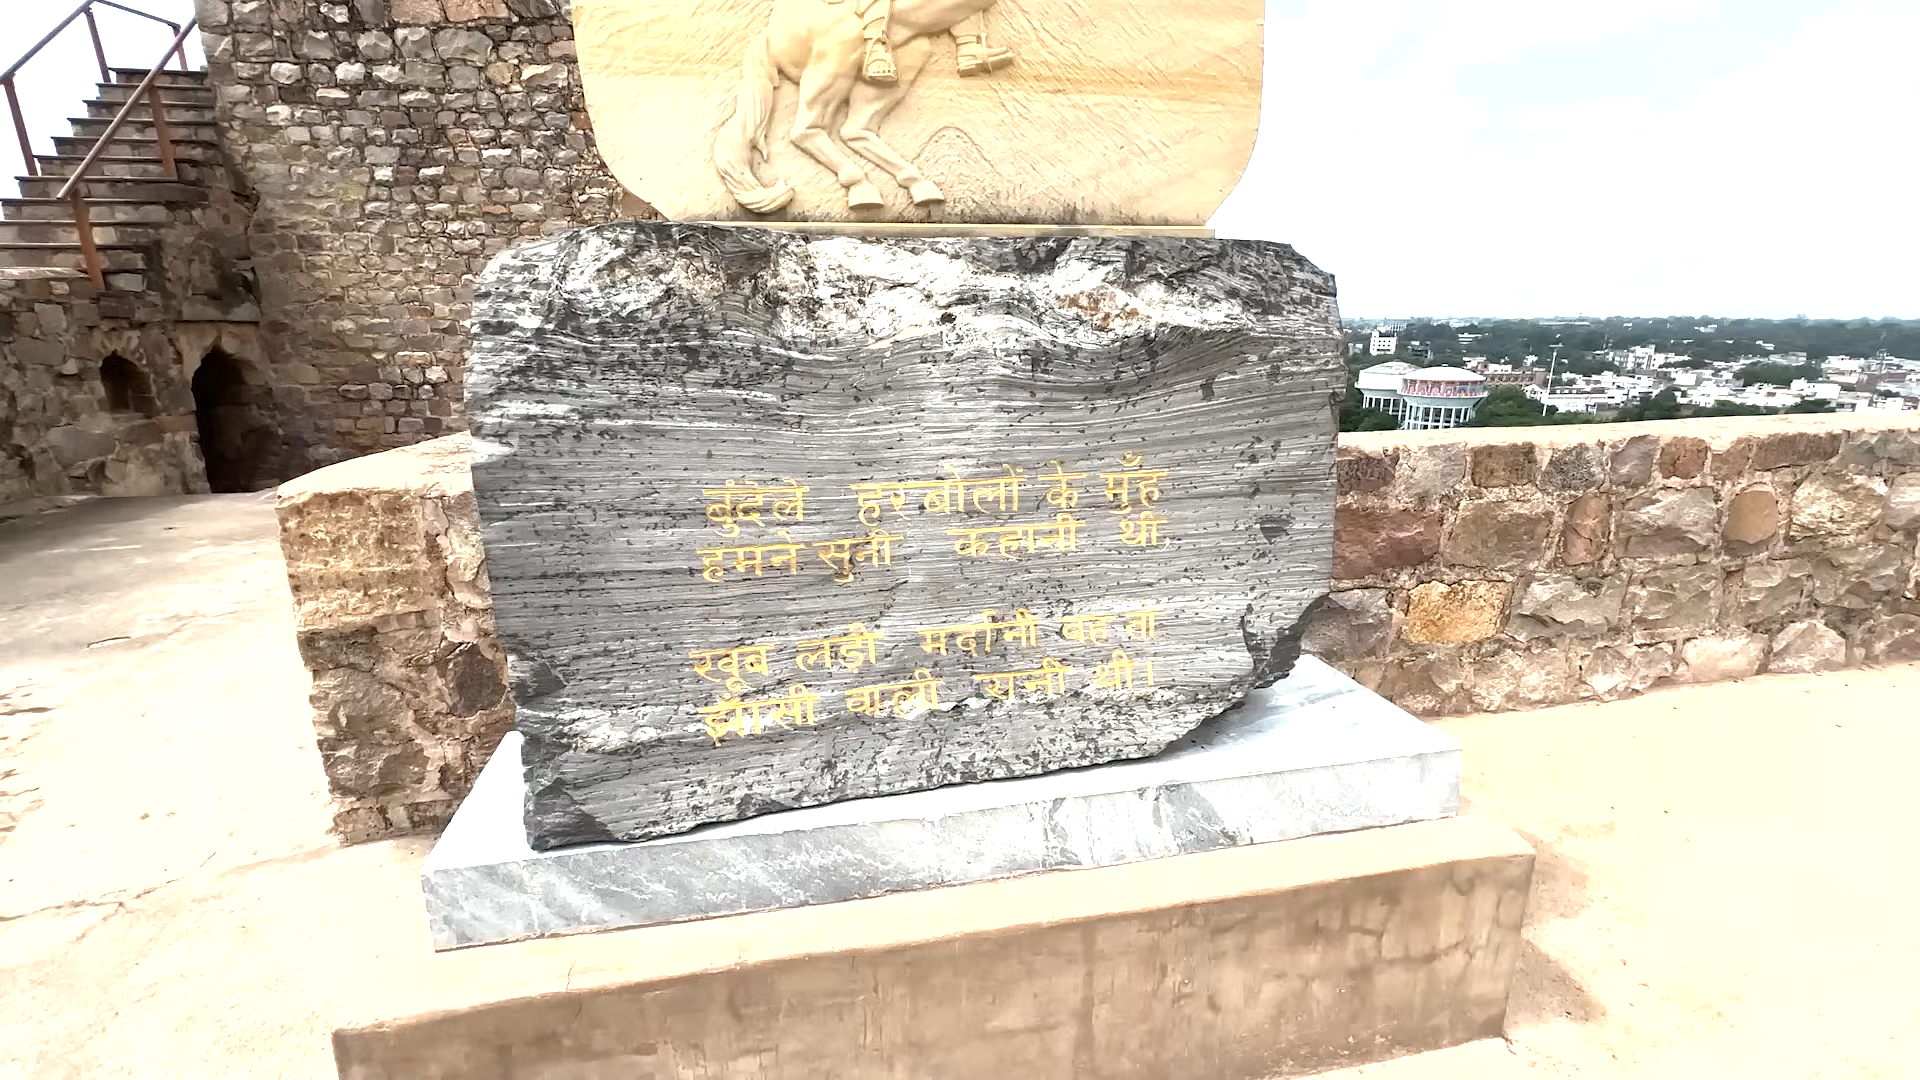 बुंदेले हरबोलों के मुँह
हमने सुनी कहानी थी,
खूब लड़ी मर्दानी वह तो
झाँसी वाली रानी थी।